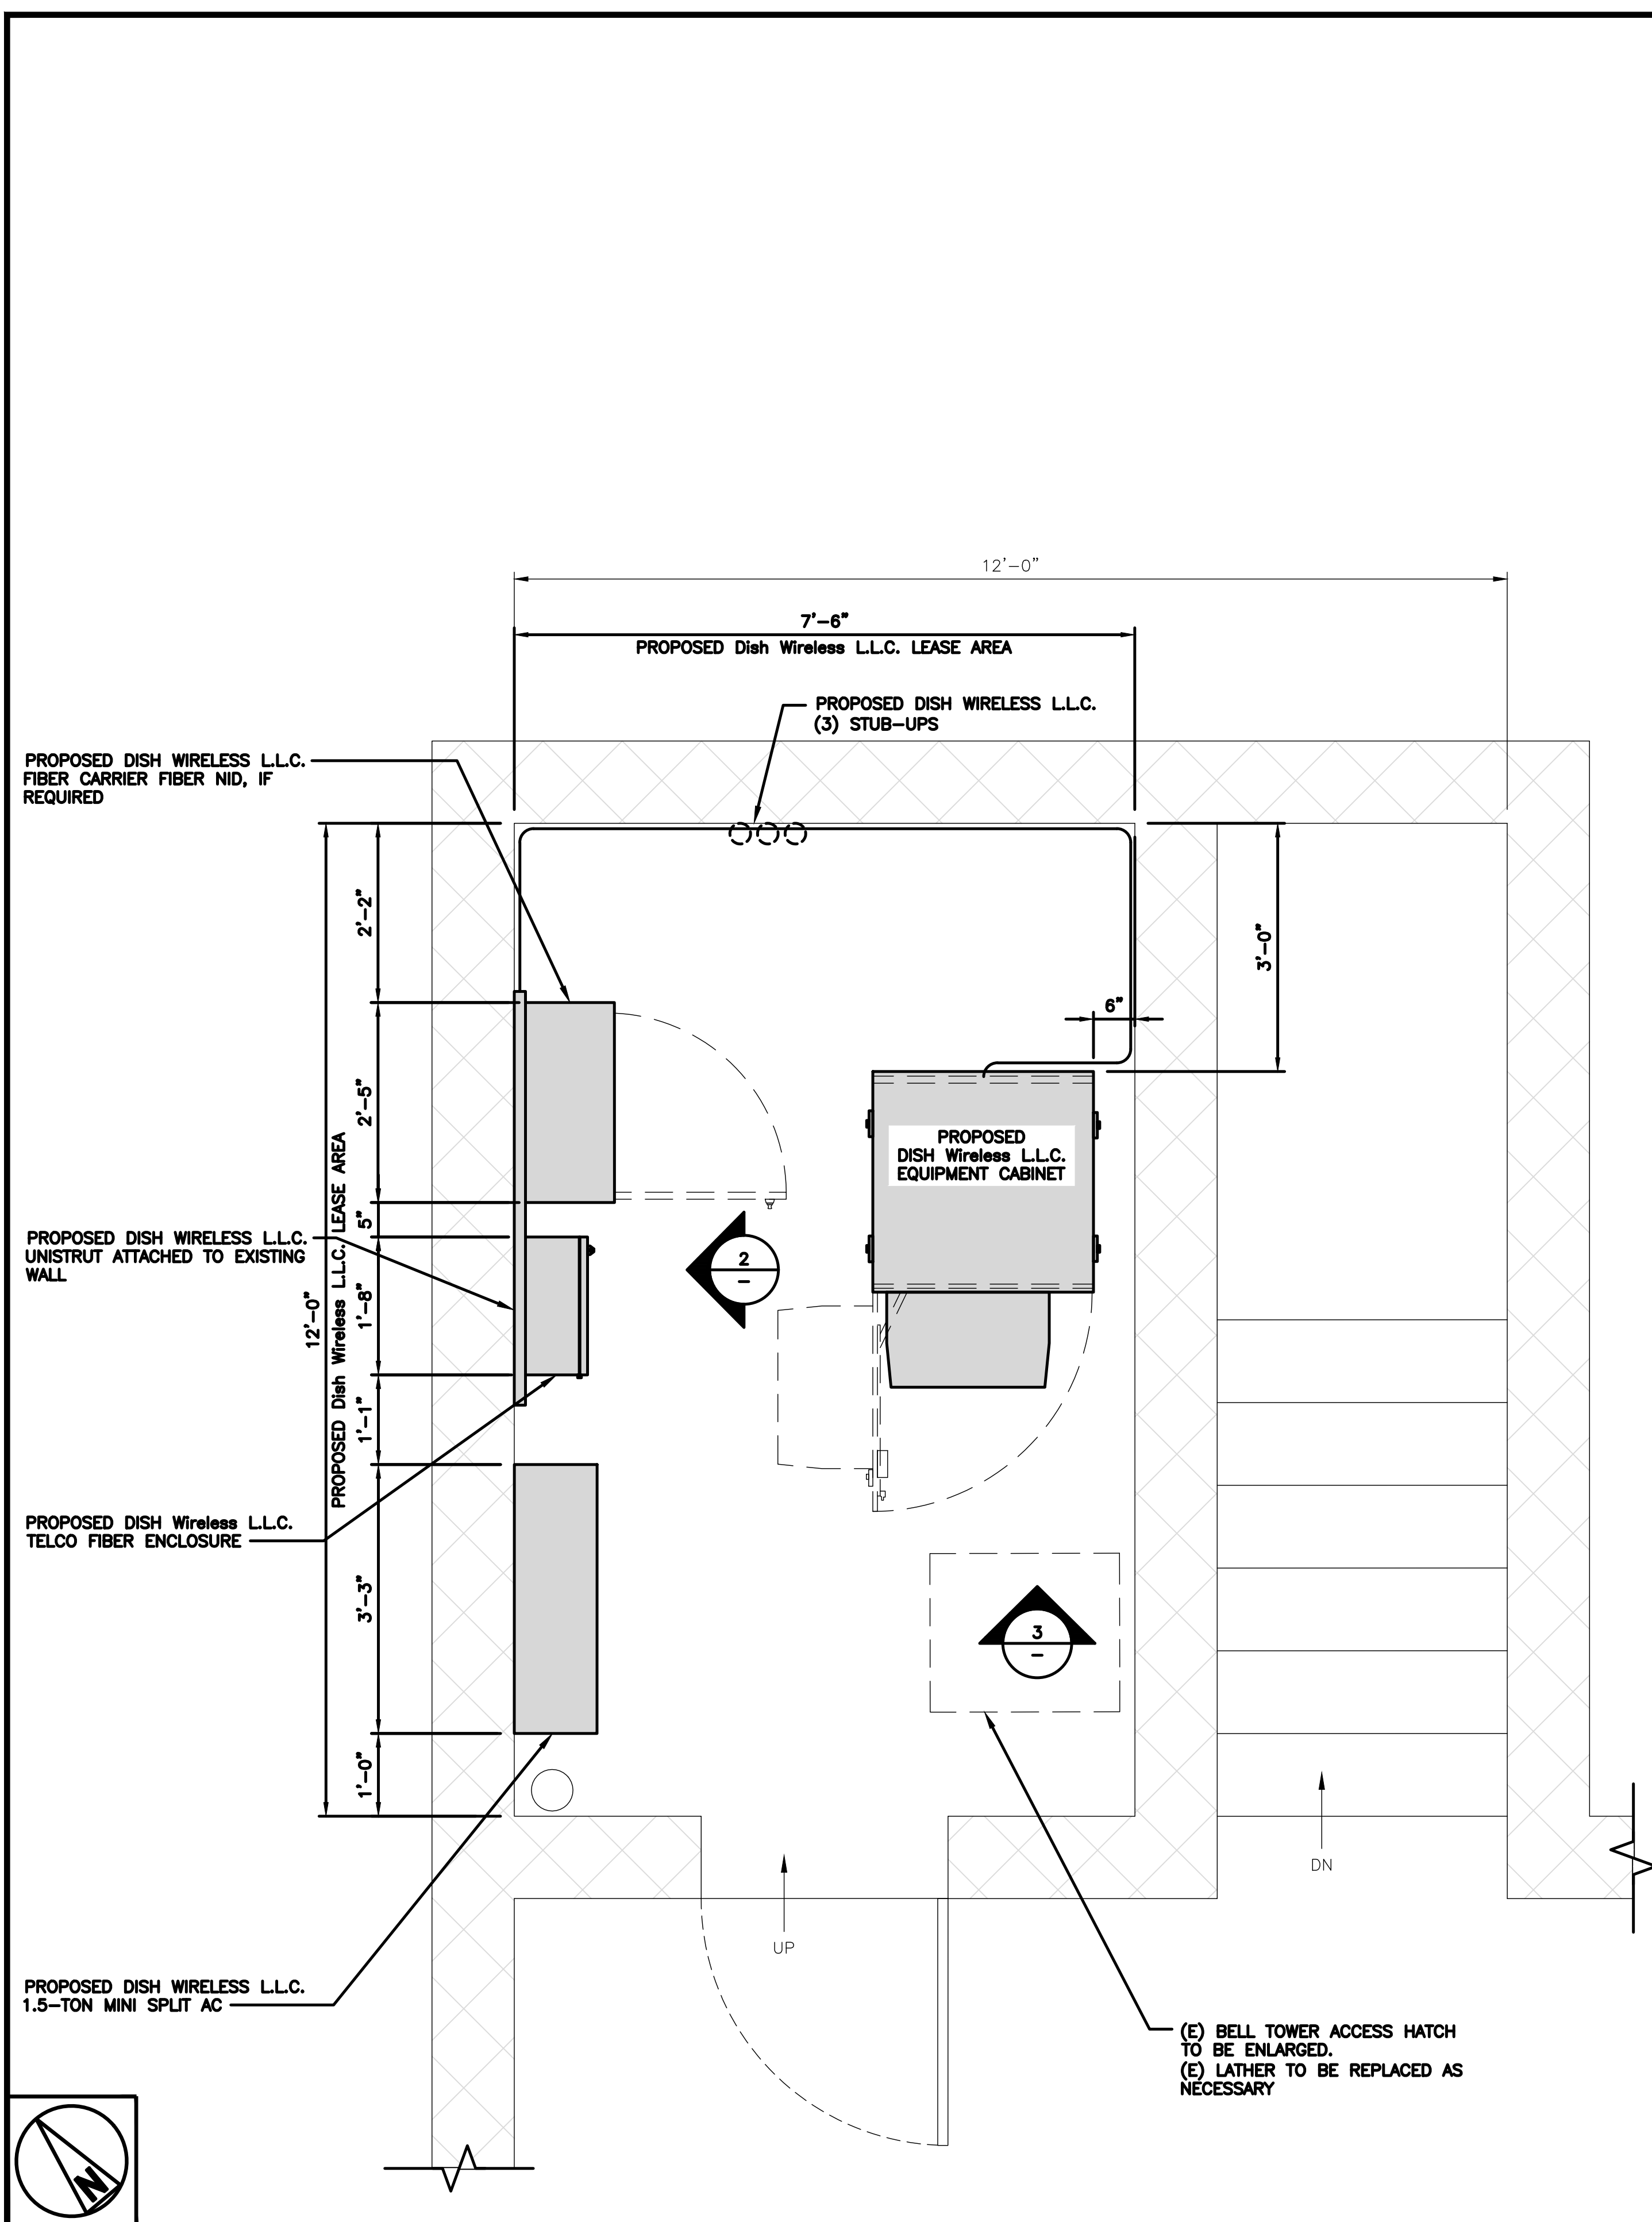 12'-0"
7'-6"
PROPOSED Dish Wireless L.L.C. LEASE AREA
PROPOSED DISH WIRELESS L.L.C.
(3) STUB-UPS
PROPOSED DISH WIRELESS L.L.C.
FIBER CARRIER FIBER NID, IF
REQUIRED
2'-2"
3'-0"
6"
2'-5"
PROPOSED
DISH Wireless L.L.C.
EQUIPMENT CABINET
5"
PROPOSED DISH WIRELESS L.L.C.
UNISTRUT ATTACHED TO EXISTING
WALL
2
-
12'-0"
PROPOSED Dish Wireless L.L.C. LEASE AREA
1'-8"
1'-1"
PROPOSED DISH Wireless L.L.C.
TELCO FIBER ENCLOSURE
3'-3"
3
-
1'-0"
DN
UP
PROPOSED DISH WIRELESS L.L.C.
1.5-TON MINI SPLIT AC
(E) BELL TOWER ACCESS HATCH
TO BE ENLARGED.
(E) LATHER TO BE REPLACED AS
NECESSARY
N